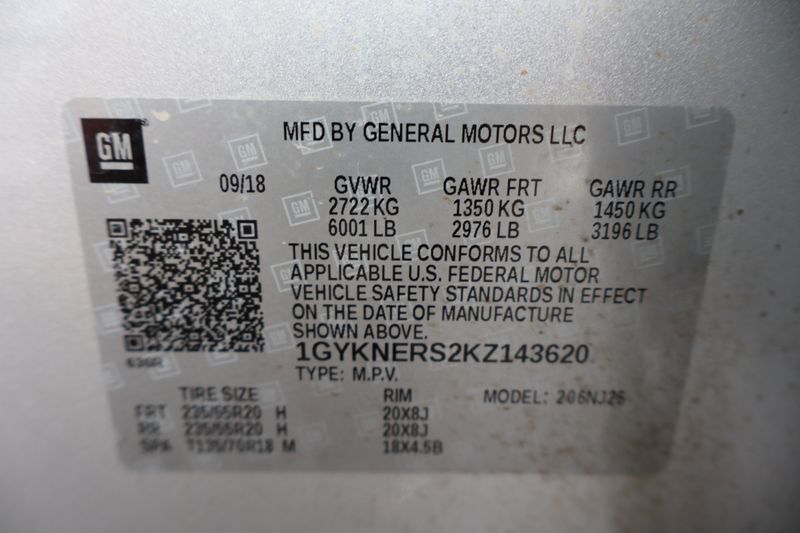 GM
MFD BY GENERAL MOTORS LLC
09/18 GVWR GAWR FRT GAWR RR
2722 KG 1350 KG 1450 KG
6001 LB 2976 LB 3196 LB
THIS VEHICLE CONFORMS TO ALL
APPLICABLE U.S. FEDERAL MOTOR
VEHICLE SAFETY STANDARDS IN EFFECT
ON THE DATE OF MANUFACTURE
SHOWN ABOVE.
1GYKNERS2KZ143620
TYPE: M.P.V.
TIRE SIZE RIM MODEL: 206NJ26
FRT 235/55R20 H 20X8J
RR 235/55R20 H 20X8J
SPA T135/70R18 M 18X4.5B